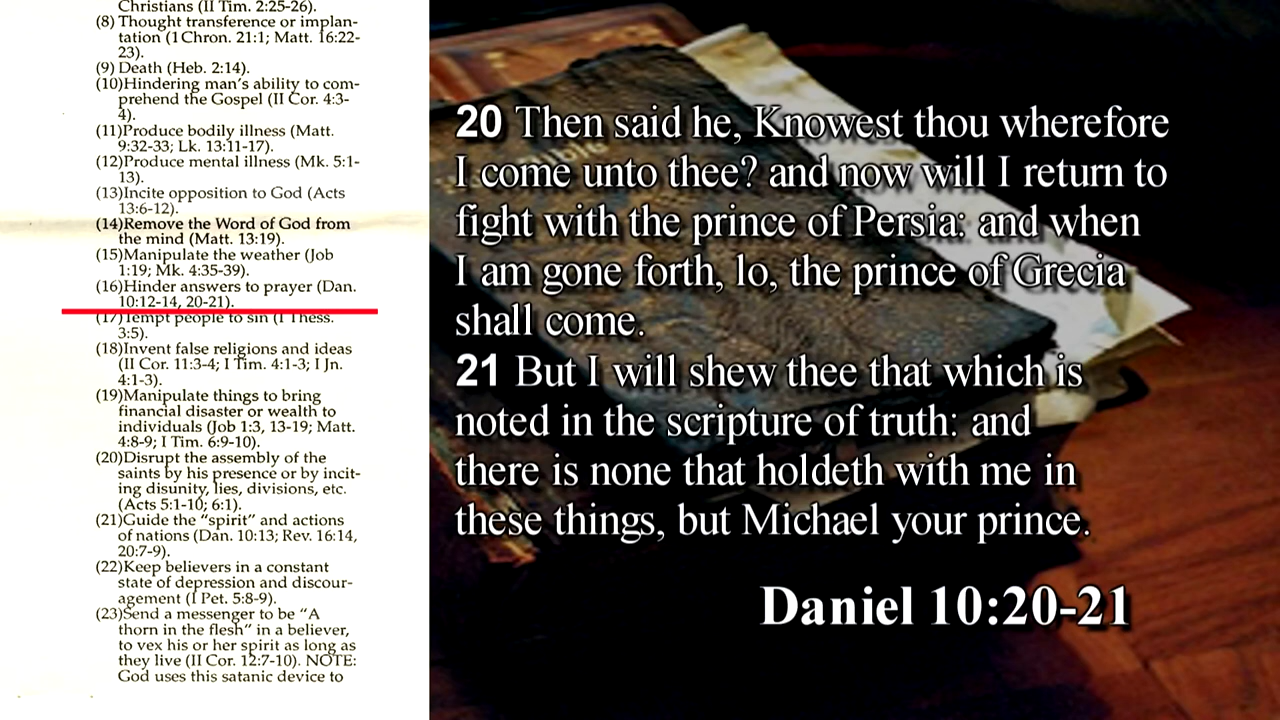 Christians (II Tim. 2:25-26).
(8) Thought transference or implan-
tation (1 Chron. 21:1; Matt. 16:22-
23).
(9) Death (Heb. 2:14).
(10)Hindering man's ability to com-
prehend the Gospel (II Cor. 4:3-
4).
(11)Produce bodily illness (Matt.
9:32-33; Lk. 13:11-17).
(12)Produce mental illness (Mk. 5:1-
13).
(13)Incite opposition to God (Acts
13:6-12).
(14)Remove the Word of God from
the mind (Matt. 13:19).
(15)Manipulate the weather (Job
1:19; Mk. 4:35-39).
(16)Hinder answers to prayer (Dan.
10:12-14, 20-21).
(17)Tempt people to sin (I Thess.
3:5).
(18)Invent false religions and ideas
(II Cor. 11:3-4; I Tim. 4:1-3; I Jn.
4:1-3).
(19)Manipulate things to bring
financial disaster or wealth to
individuals (Job 1:3, 13-19; Matt.
4:8-9; I Tim. 6:9-10).
(20)Disrupt the assembly of the
saints by his presence or by incit-
ing disunity, lies, divisions, etc.
(Acts 5:1-10; 6:1).
(21)Guide the "spirit" and actions
of nations (Dan. 10:13; Rev. 16:14,
20:7-9).
(22)Keep believers in a constant
state of depression and discour-
agement (I Pet. 5:8-9).
(23)Send a messenger to be "A
thorn in the flesh" in a believer,
to vex his or her spirit as long as
they live (II Cor. 12:7-10). NOTE:
God uses this satanic device to
20 Then said he, Knowest thou wherefore
I come unto thee? and now will I return to
fight with the prince of Persia: and when
I am gone forth, lo, the prince of Grecia
shall come.
21 But I will shew thee that which is
noted in the scripture of truth: and
there is none that holdeth with me in
these things, but Michael your prince.
Daniel 10:20-21